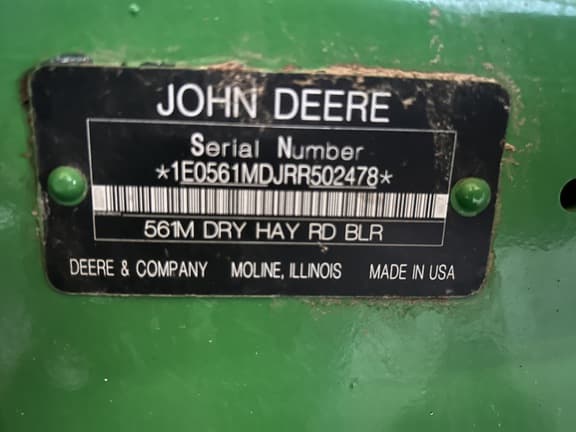 JOHN DEERE
Serial Number
*1E0561MDJRR502478*
561M DRY HAY RD BLR
DEERE & COMPANY MOLINE, ILLINOIS MADE IN USA